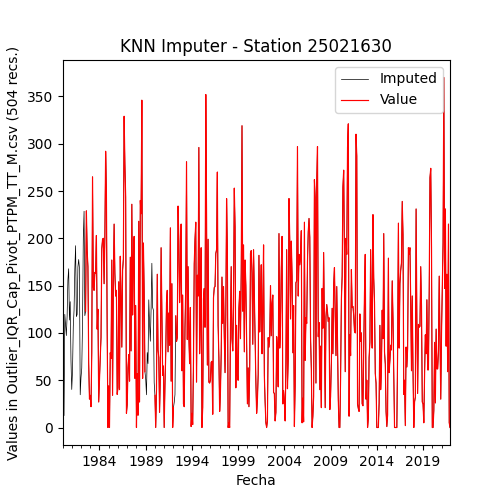 KNN Imputer - Station 25021630
Imputed
Value
Values in Outlier_IQR_Cap_Pivot_PTPM_TT_M.csv (504 recs.)
350
300
250
200
150
100
50
0
1984 1989 1994 1999 2004 2009 2014 2019
Fecha